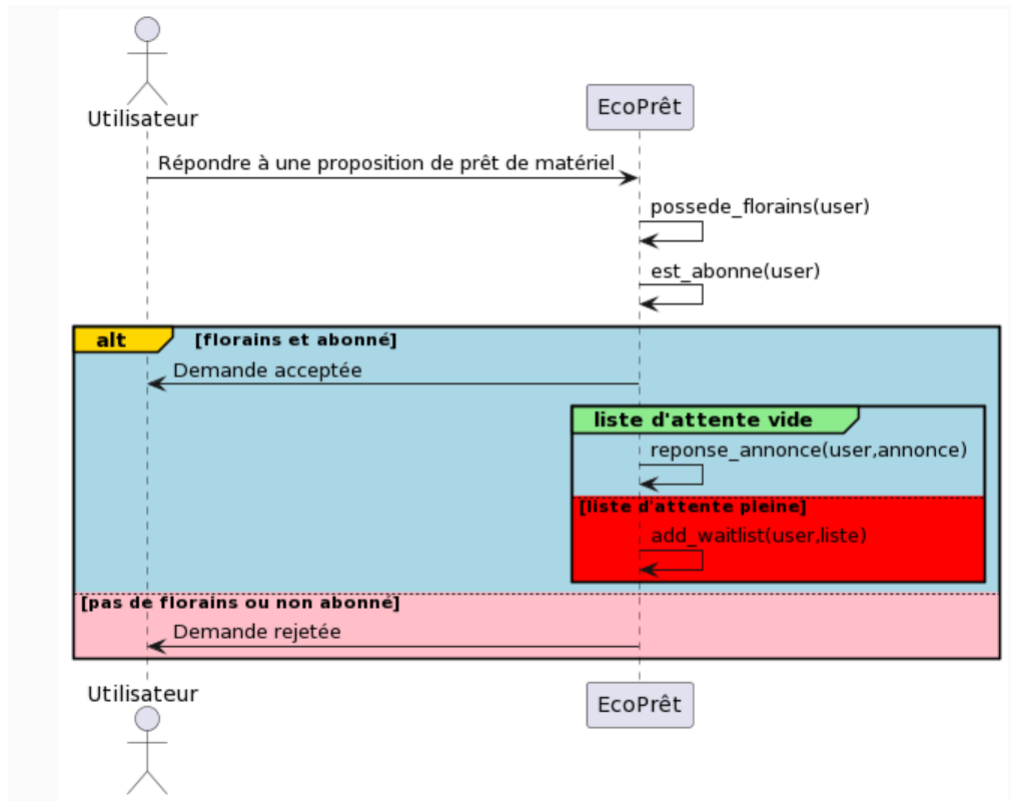 Utilisateur
EcoPrêt
Répondre à une proposition de prêt de matériel
possede_florains(user)
est_abonne(user)
alt [florains et abonné]
Demande acceptée
liste d'attente vide
reponse_annonce(user,annonce)
[liste d'attente pleine]
add_waitlist(user,liste)
[pas de florains ou non abonné]
Demande rejetée
Utilisateur
EcoPrêt